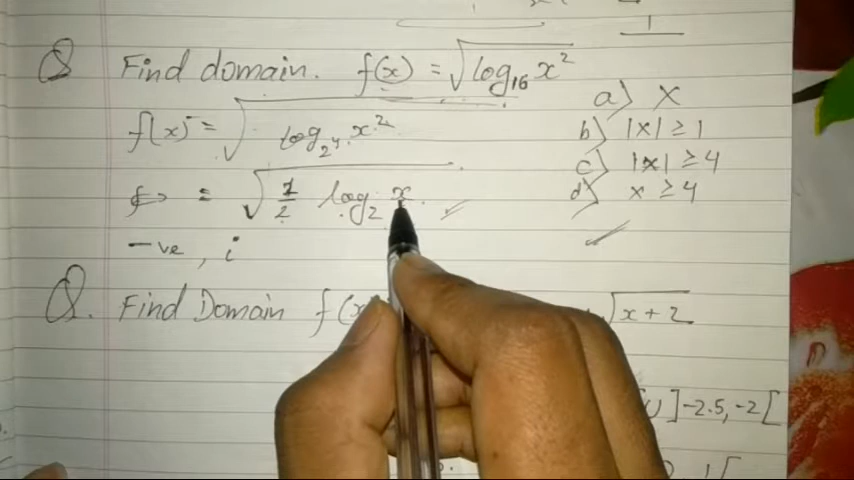 Q Find domain. f(x) = √log₁₆ x²
a) x
f(x) = √log₂⁴ x²
b) |x| ≥ 1
c) |x| ≥ 4
= √1/2 log₂ x
d) x ≥ 4
-ve, i
Q. Find Domain f(x √x+2
] -2.5, -2 [